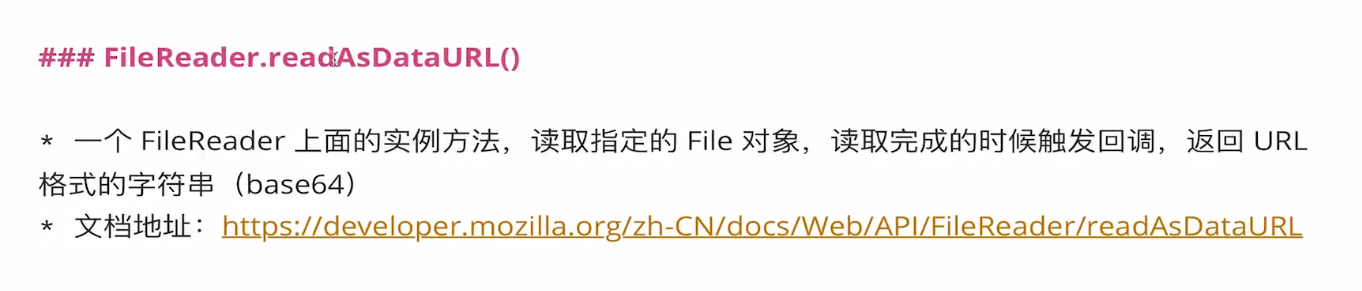 ### FileReader.readAsDataURL()
* 一个 FileReader 上面的实例方法，读取指定的 File 对象，读取完成的时候触发回调，返回 URL
格式的字符串（base64）
* 文档地址：https://developer.mozilla.org/zh-CN/docs/Web/API/FileReader/readAsDataURL